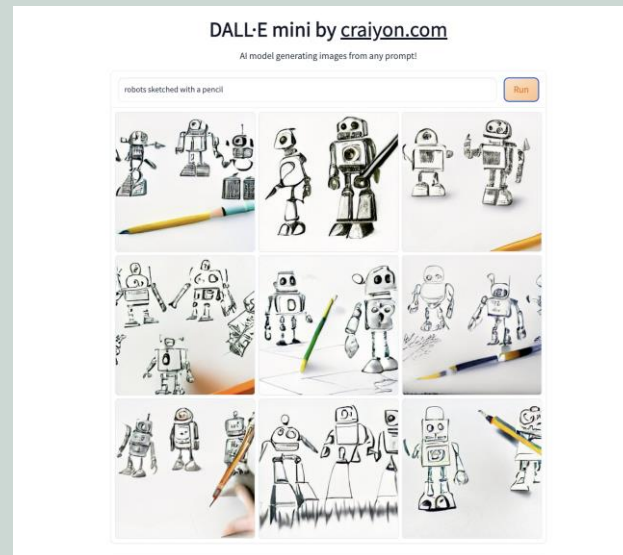 DALL·E mini by craiyon.com
AI model generating images from any prompt!
robots sketched with a pencil
Run